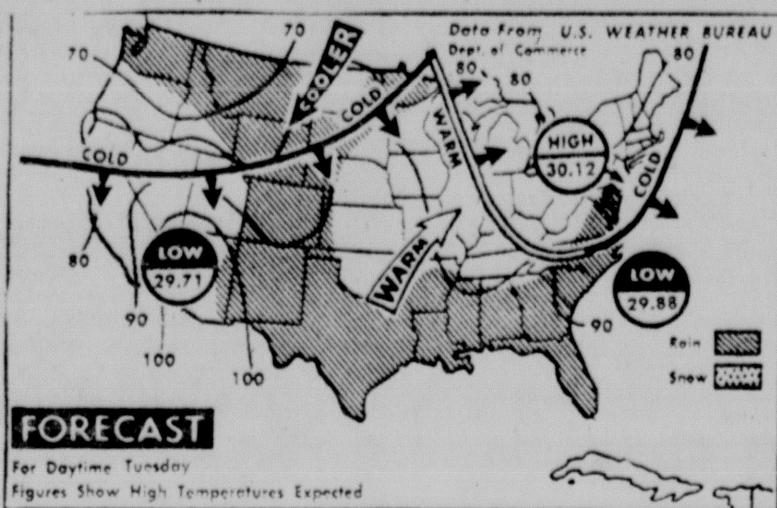 Data From U.S. WEATHER BUREAU
Dept. of Commerce
70
70
80
80
80
COOLER
COLD
COLD
WARM
HIGH
30.12
COLD
WARM
LOW
29.71
LOW
29.88
80
90
90
100
100
Rain
Snow
FORECAST
For Daytime Tuesday
Figures Show High Temperatures Expected